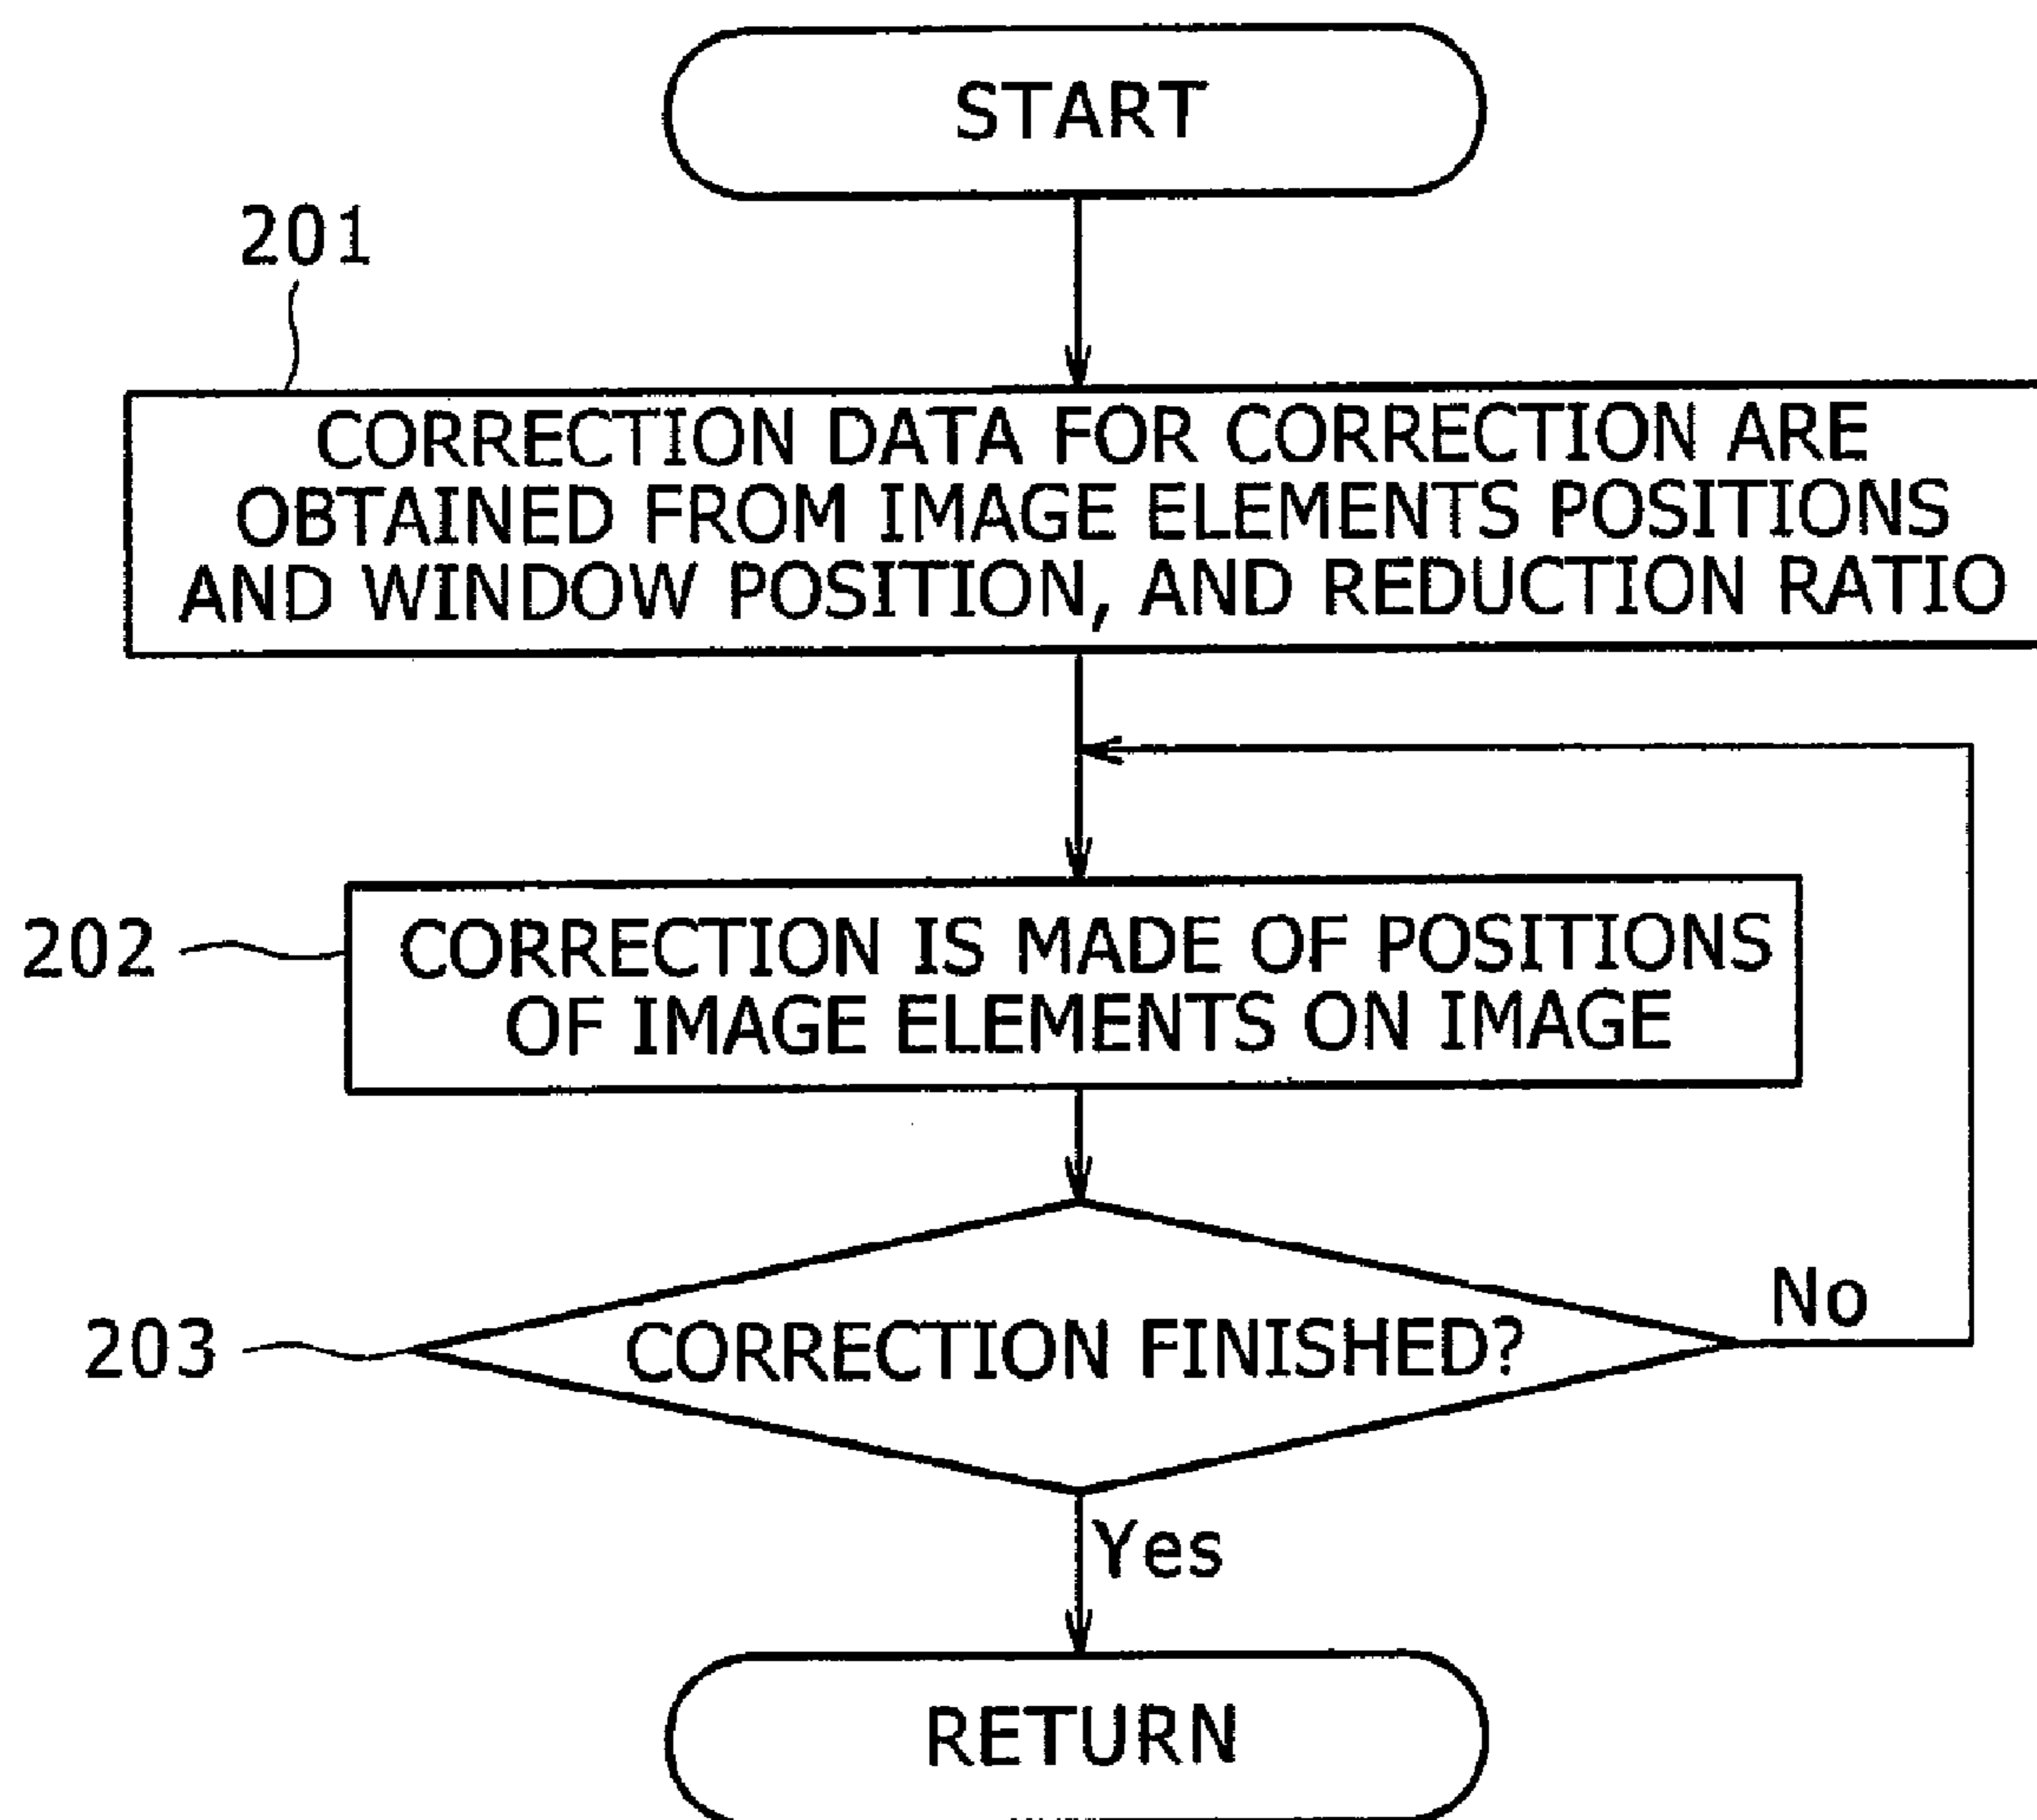 START
201
CORRECTION DATA FOR CORRECTION ARE
OBTAINED FROM IMAGE ELEMENTS POSITIONS
AND WINDOW POSITION, AND REDUCTION RATIO
202
CORRECTION IS MADE OF POSITIONS
OF IMAGE ELEMENTS ON IMAGE
203
CORRECTION FINISHED?
No
Yes
RETURN